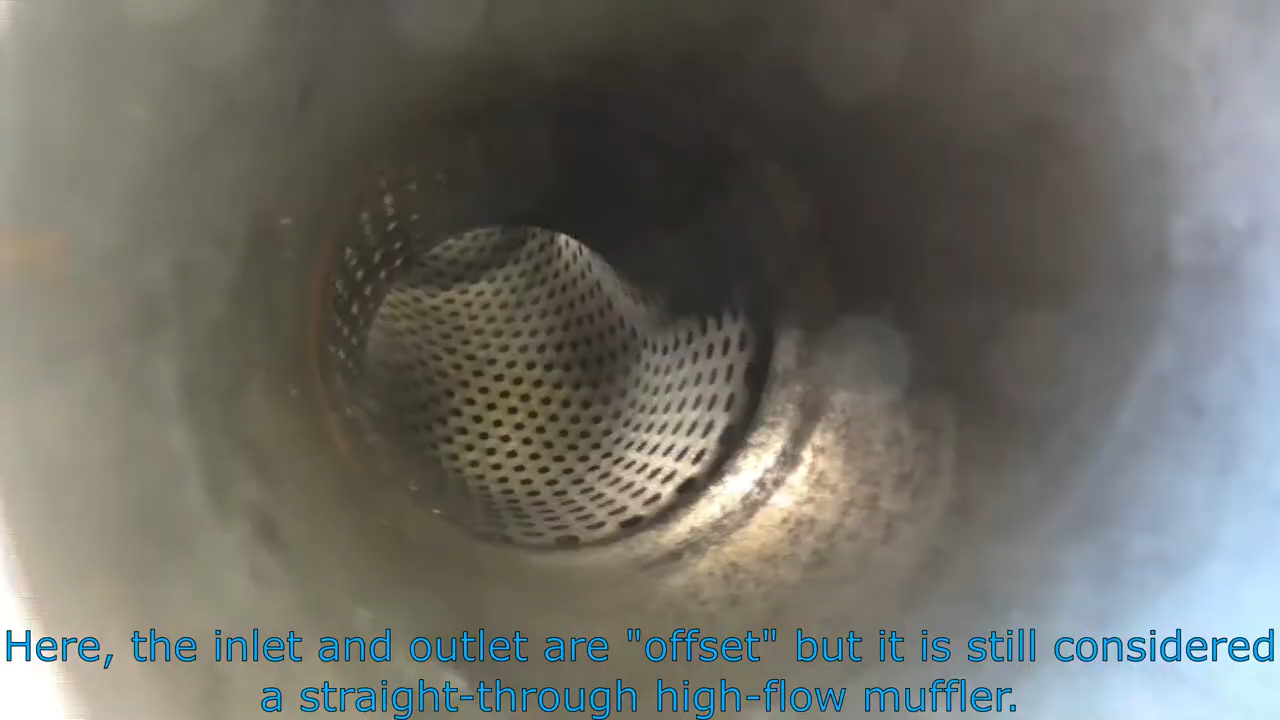 Here, the inlet and outlet are "offset" but it is still considered
a straight-through high-flow muffler.